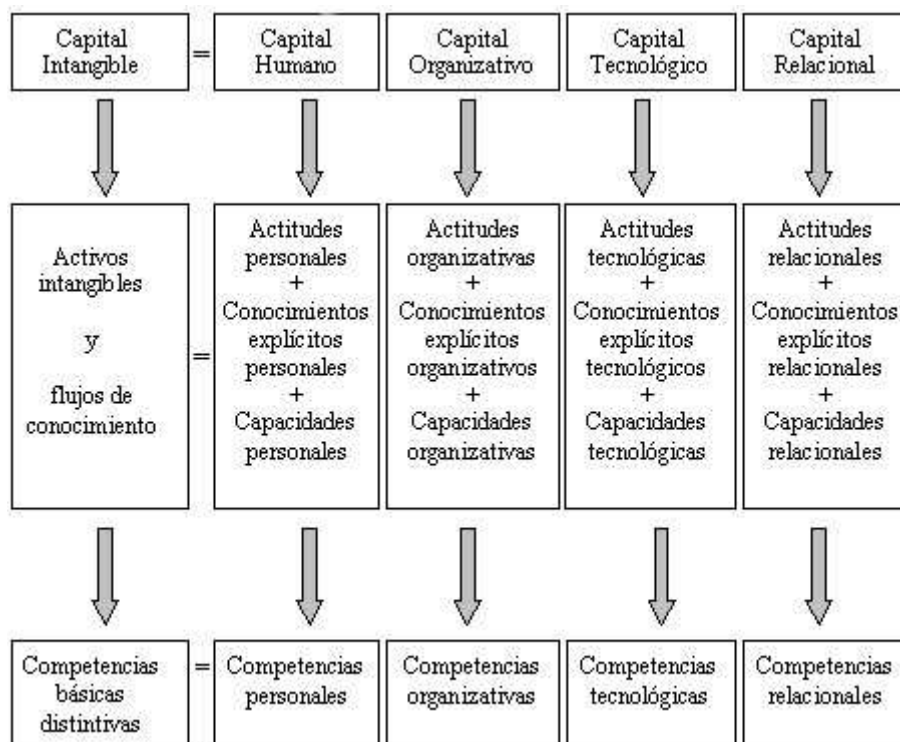 Capital
Intangible
=
Capital
Humano
Capital
Organizativo
Capital
Tecnológico
Capital
Relacional
Activos
intangibles
y
flujos de
conocimiento
=
Actitudes
personales
+
Conocimientos
explícitos
personales
+
Capacidades
personales
Actitudes
organizativas
+
Conocimientos
explícitos
organizativos
+
Capacidades
organizativas
Actitudes
tecnológicas
+
Conocimientos
explícitos
tecnológicos
+
Capacidades
tecnológicas
Actitudes
relacionales
+
Conocimientos
explícitos
relacionales
+
Capacidades
relacionales
Competencias
básicas
distintivas
=
Competencias
personales
Competencias
organizativas
Competencias
tecnológicas
Competencias
relacionales